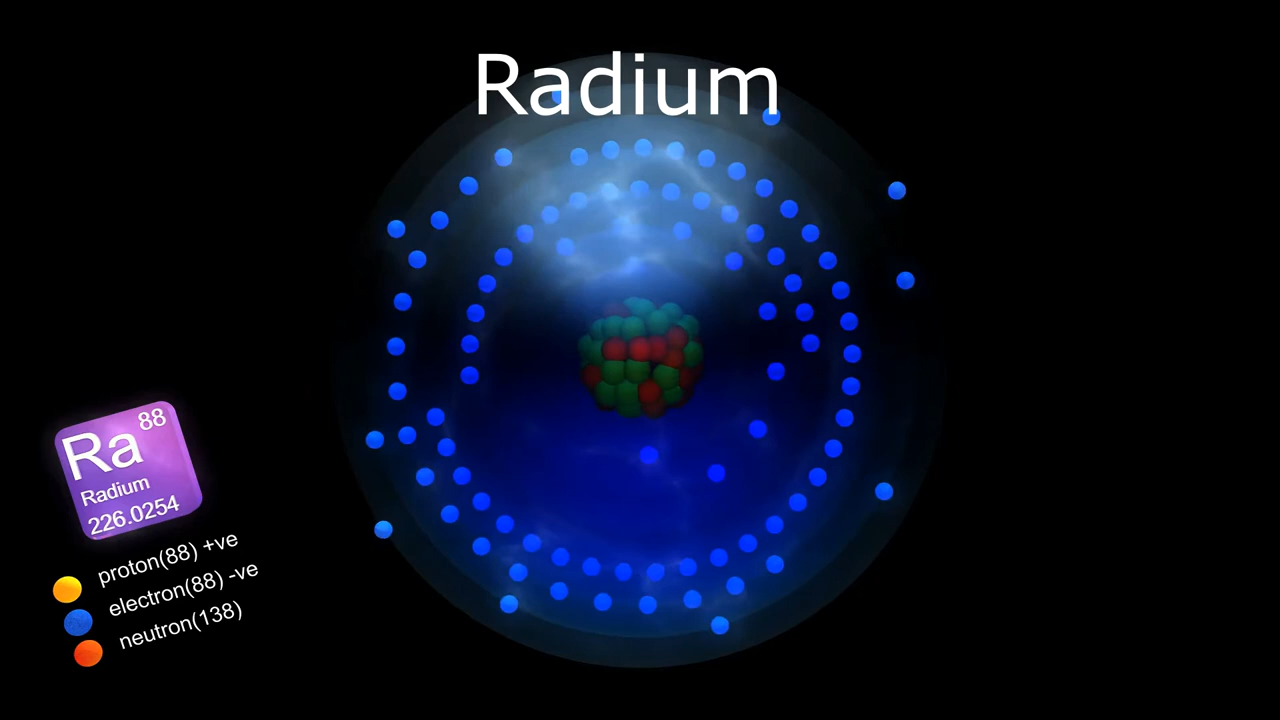 Radium
88
Ra
Radium
226.0254
proton(88) +ve
electron(88) -ve
neutron(138)